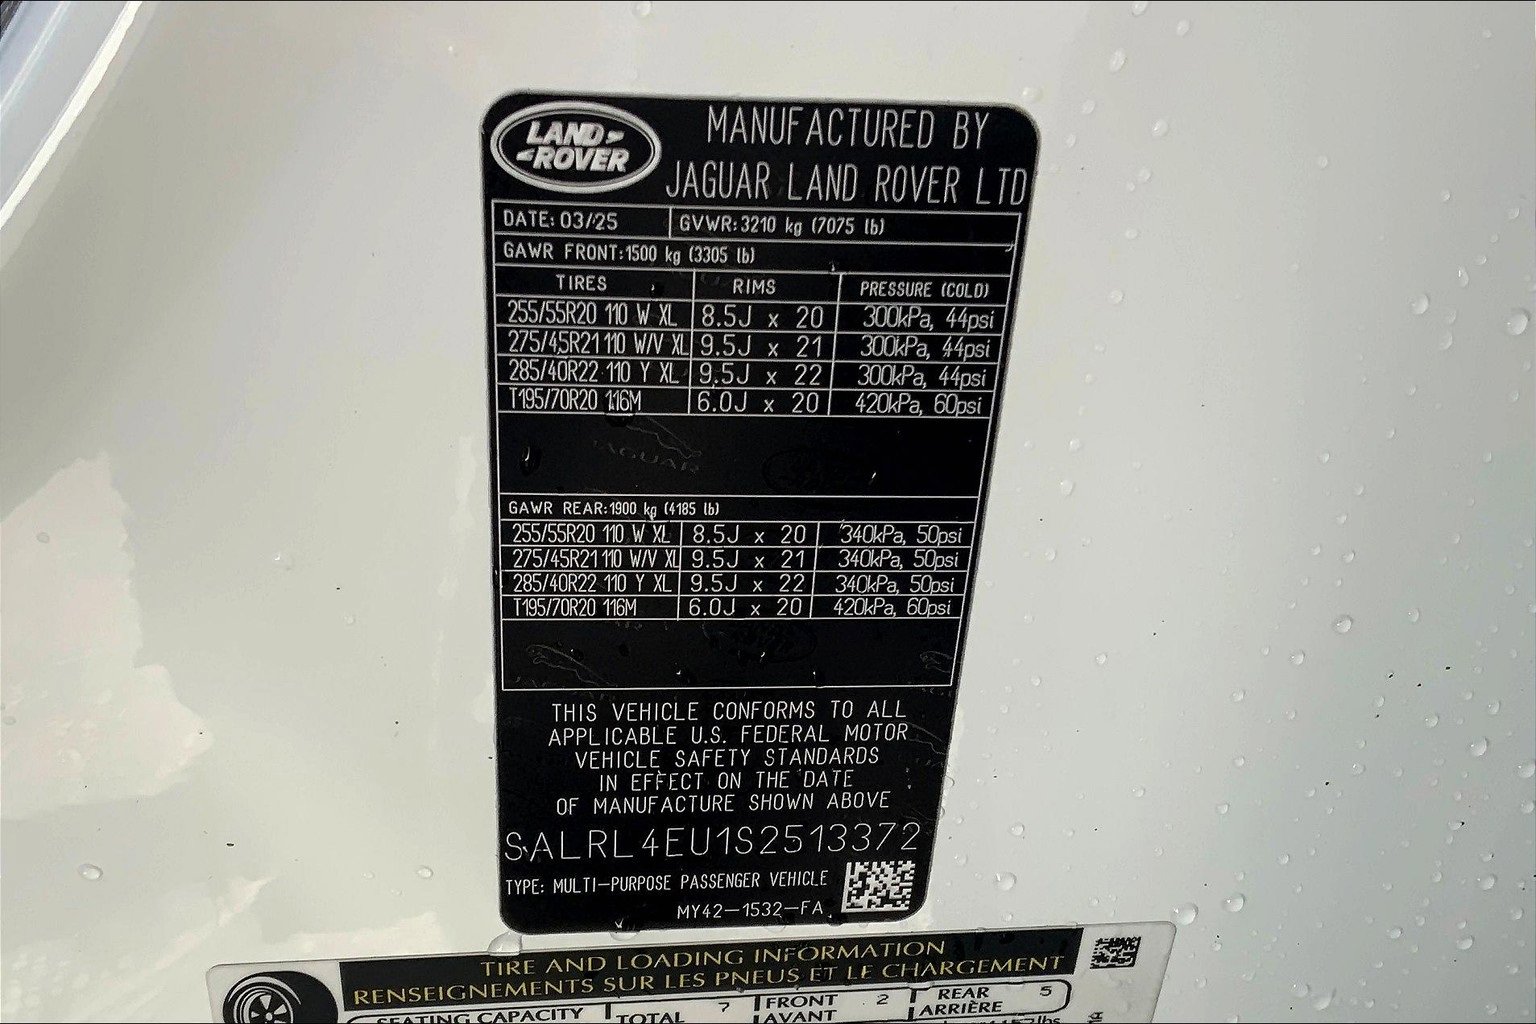 LAND ROVER
MANUFACTURED BY
JAGUAR LAND ROVER LTD
DATE: 03/25 GVWR: 3210 kg (7075 lb)
GAWR FRONT: 1500 kg (3305 lb)
TIRES RIMS PRESSURE (COLD)
255/55R20 110 W XL 8.5J x 20 300kPa, 44psi
275/45R21 110 W/V XL 9.5J x 21 300kPa, 44psi
285/40R22 110 Y XL 9.5J x 22 300kPa, 44psi
T195/70R20 116M 6.0J x 20 420kPa, 60psi
JAGUAR
GAWR REAR: 1900 kg (4185 lb)
255/55R20 110 W XL 8.5J x 20 340kPa, 50psi
275/45R21 110 W/V XL 9.5J x 21 340kPa, 50psi
285/40R22 110 Y XL 9.5J x 22 340kPa, 50psi
T195/70R20 116M 6.0J x 20 420kPa, 60psi
THIS VEHICLE CONFORMS TO ALL
APPLICABLE U.S. FEDERAL MOTOR
VEHICLE SAFETY STANDARDS
IN EFFECT ON THE DATE
OF MANUFACTURE SHOWN ABOVE
SALRL4EU1S2513372
TYPE: MULTI-PURPOSE PASSENGER VEHICLE
MY42-1532-FA
TIRE AND LOADING INFORMATION
RENSEIGNEMENTS SUR LES PNEUS ET LE CHARGEMENT
SEATING CAPACITY TOTAL 7 FRONT 2 REAR 5
AVANT ARRIÈRE